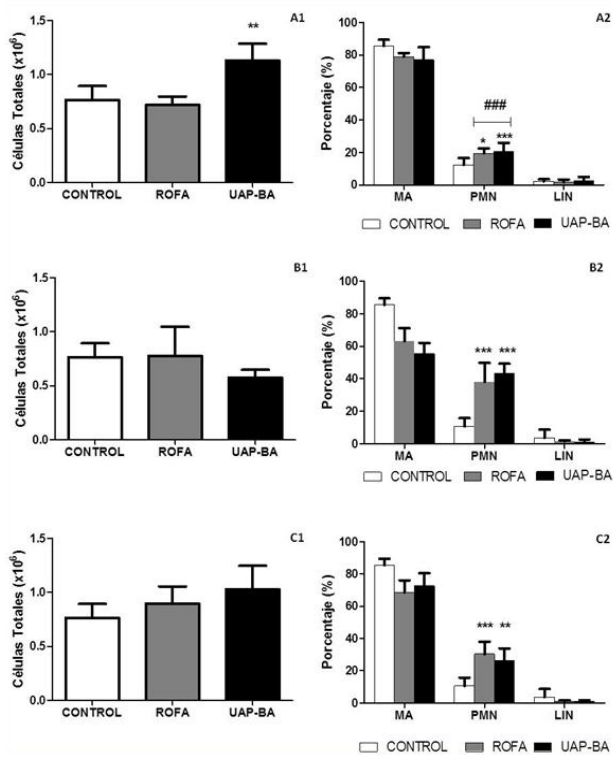 A1
Células Totales (x10⁶)
1.5
1.0
0.5
0.0
**
CONTROL ROFA UAP-BA
A2
Porcentaje (%)
100
80
60
40
20
0
###
* ***
MA PMN LIN
CONTROL ROFA UAP-BA
B1
Células Totales (x10⁶)
1.5
1.0
0.5
0.0
CONTROL ROFA UAP-BA
B2
Porcentaje (%)
100
80
60
40
20
0
*** ***
MA PMN LIN
CONTROL ROFA UAP-BA
C1
Células Totales (x10⁶)
1.5
1.0
0.5
0.0
CONTROL ROFA UAP-BA
C2
Porcentaje (%)
100
80
60
40
20
0
*** **
MA PMN LIN
CONTROL ROFA UAP-BA